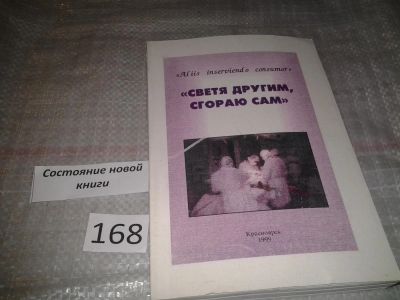 «Aliis inserviendo consumor»
«СВЕТЯ ДРУГИМ,
СГОРАЮ САМ»
Красноярск
1999
Состояние новой
книги
168